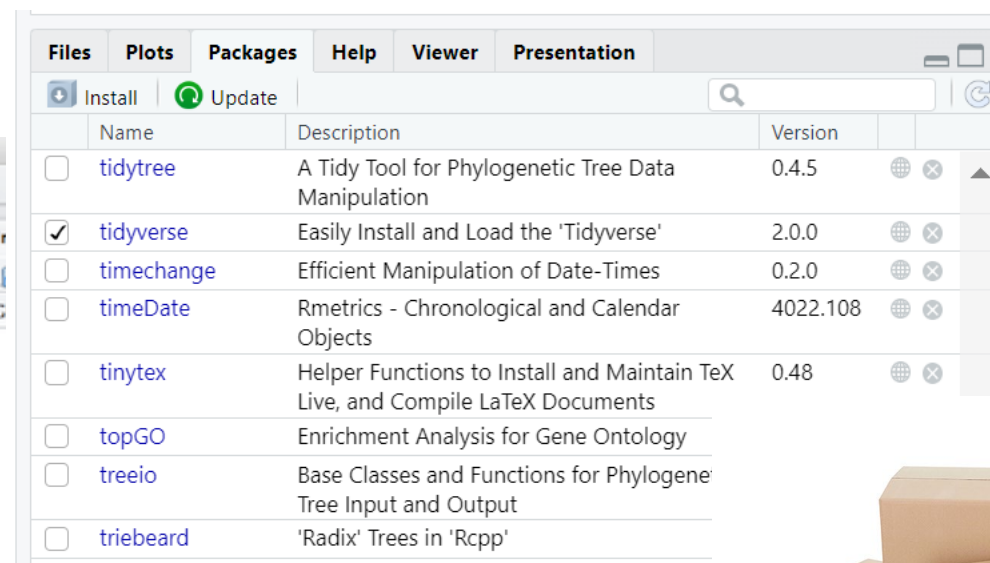 Files Plots Packages Help Viewer Presentation
Install Update
Name Description Version
tidytree A Tidy Tool for Phylogenetic Tree Data 0.4.5
Manipulation
tidyverse Easily Install and Load the 'Tidyverse' 2.0.0
timechange Efficient Manipulation of Date-Times 0.2.0
timeDate Rmetrics - Chronological and Calendar 4022.108
Objects
tinytex Helper Functions to Install and Maintain TeX 0.48
Live, and Compile LaTeX Documents
topGO Enrichment Analysis for Gene Ontology
treeio Base Classes and Functions for
Tree Input and Output
triebeard 'Radix' Trees in 'Rcpp'